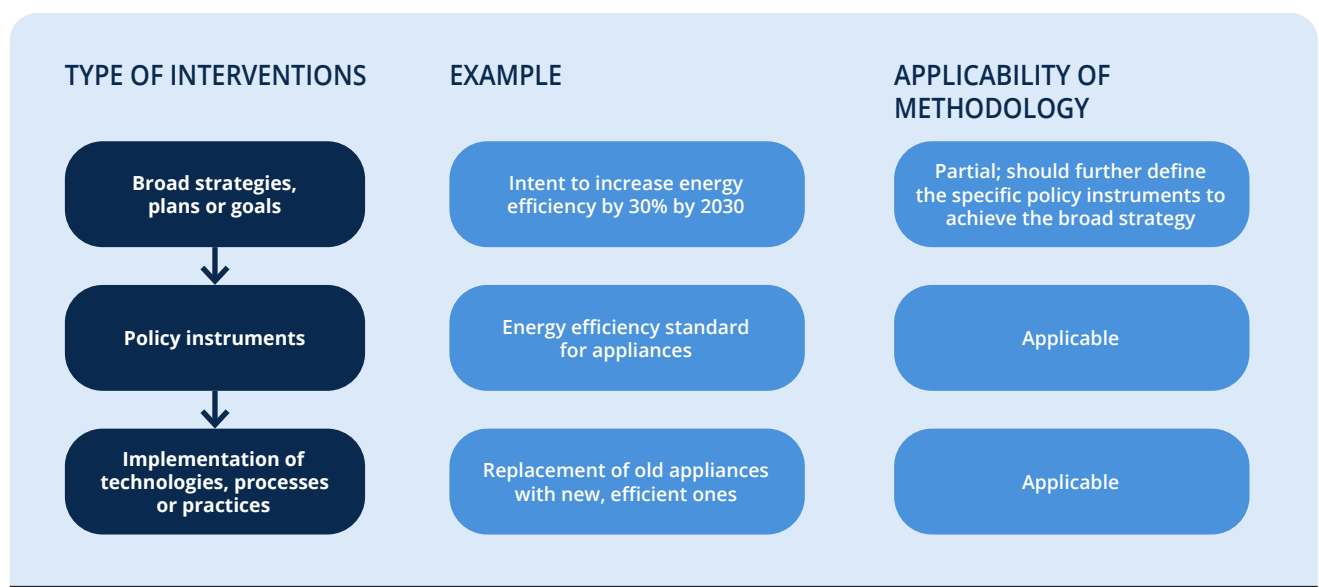 TYPE OF INTERVENTIONS
EXAMPLE
APPLICABILITY OF
METHODOLOGY
Broad strategies,
plans or goals
Intent to increase energy
efficiency by 30% by 2030
Partial; should further define
the specific policy instruments to
achieve the broad strategy
Policy instruments
Energy efficiency standard
for appliances
Applicable
Implementation of
technologies, processes
or practices
Replacement of old appliances
with new, efficient ones
Applicable